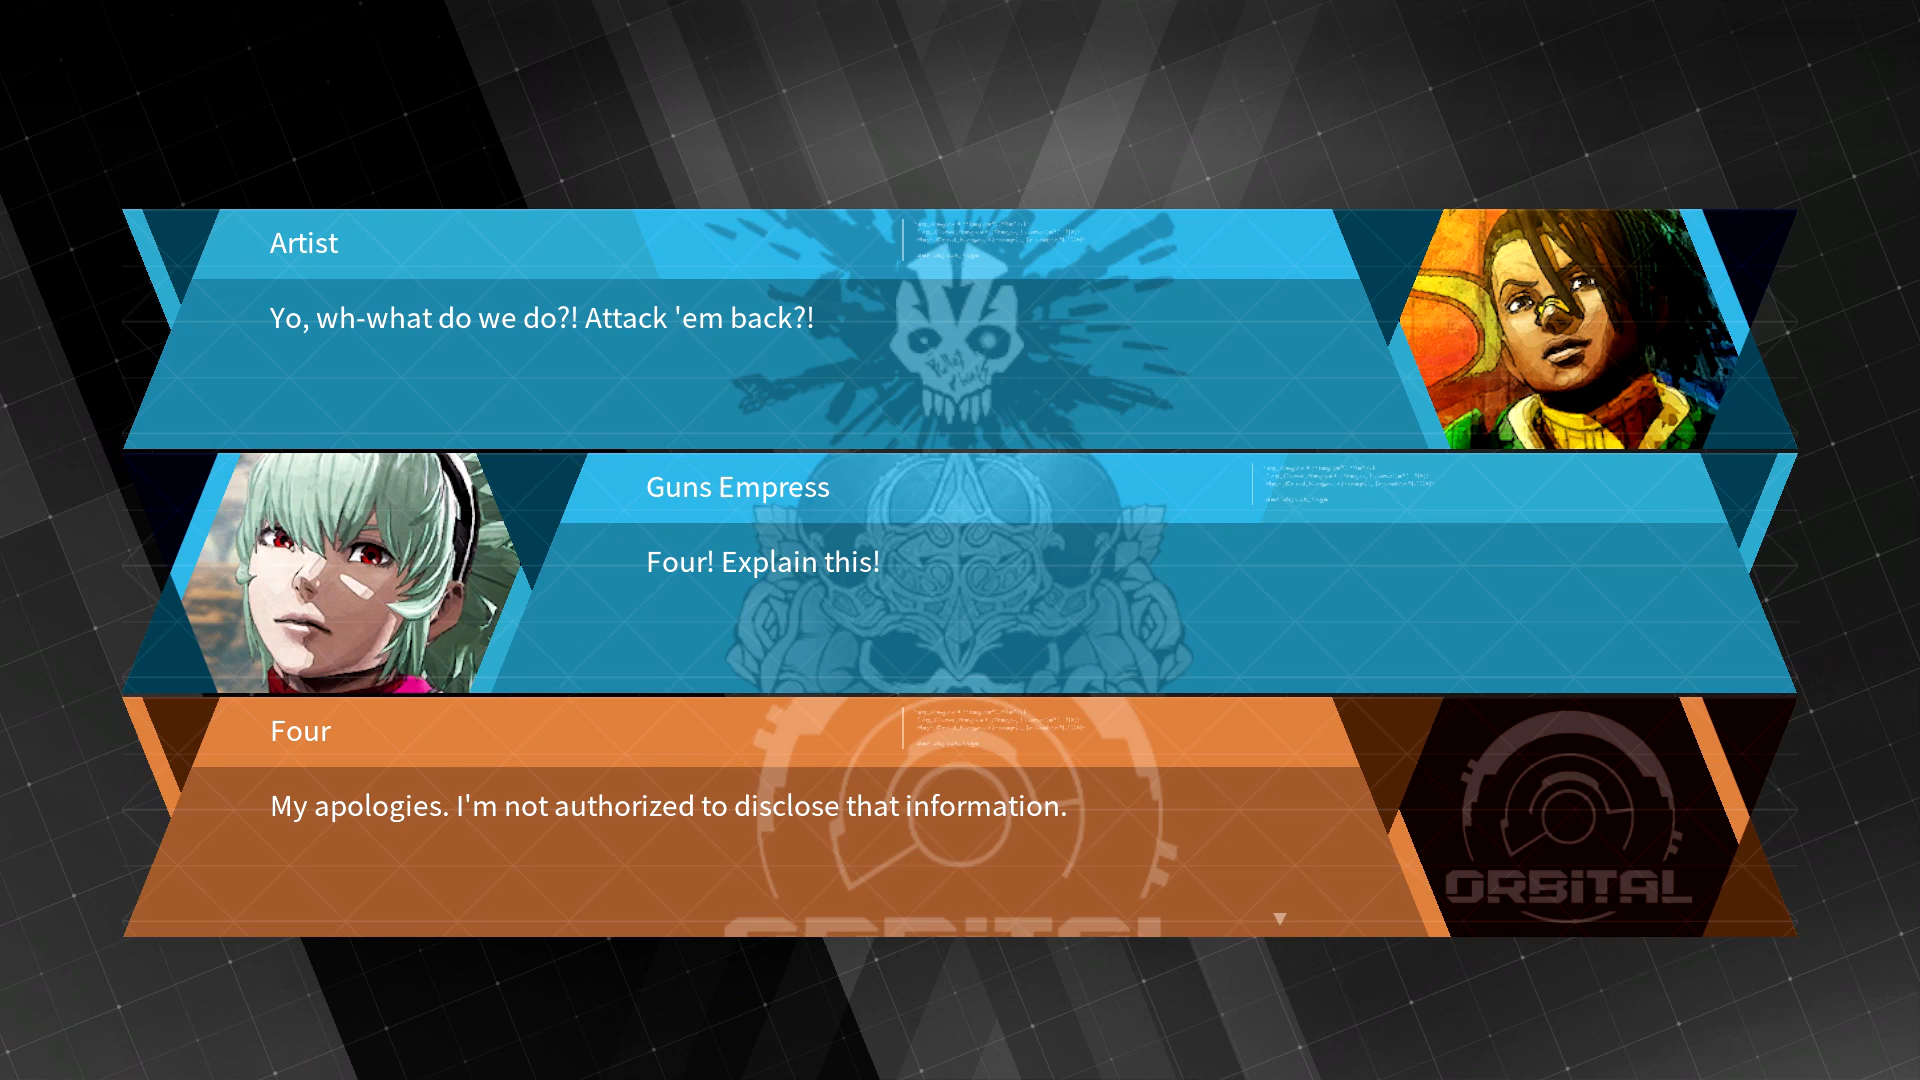 Artist
Yo, wh-what do we do?! Attack 'em back?!
Guns Empress
Four! Explain this!
Four
My apologies. I'm not authorized to disclose that information.
ORBITAL
ORBITAL